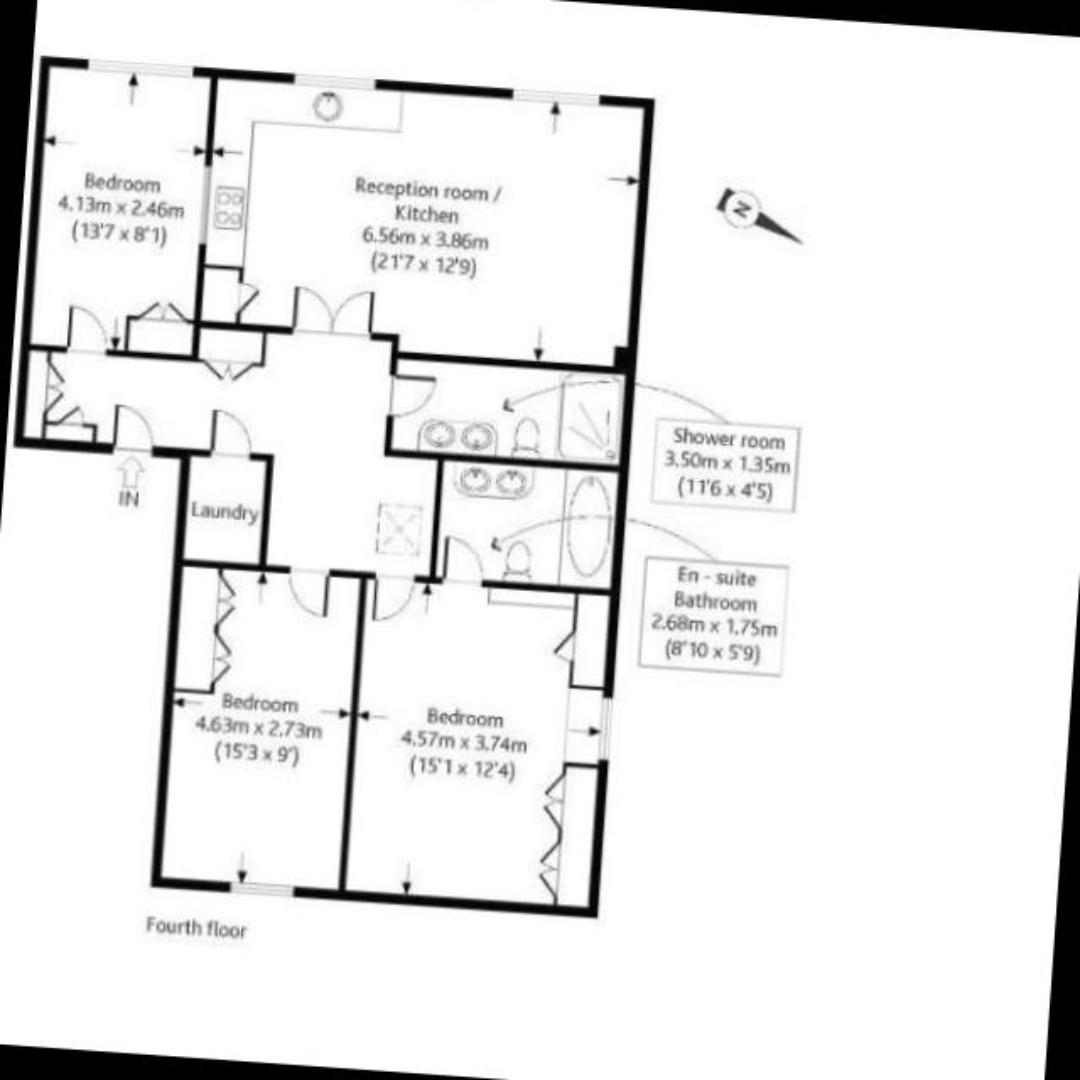 Bedroom
4.13m x 2.46m
(13'7 x 8'1)
Reception room /
Kitchen
6.56m x 3.86m
(21'7 x 12'9)
N
Shower room
3.50m x 1.35m
(11'6 x 4'5)
IN
Laundry
En - suite
Bathroom
2.68m x 1.75m
(8'10 x 5'9)
Bedroom
4.63m x 2.73m
(15'3 x 9')
Bedroom
4.57m x 3.74m
(15'1 x 12'4)
Fourth floor